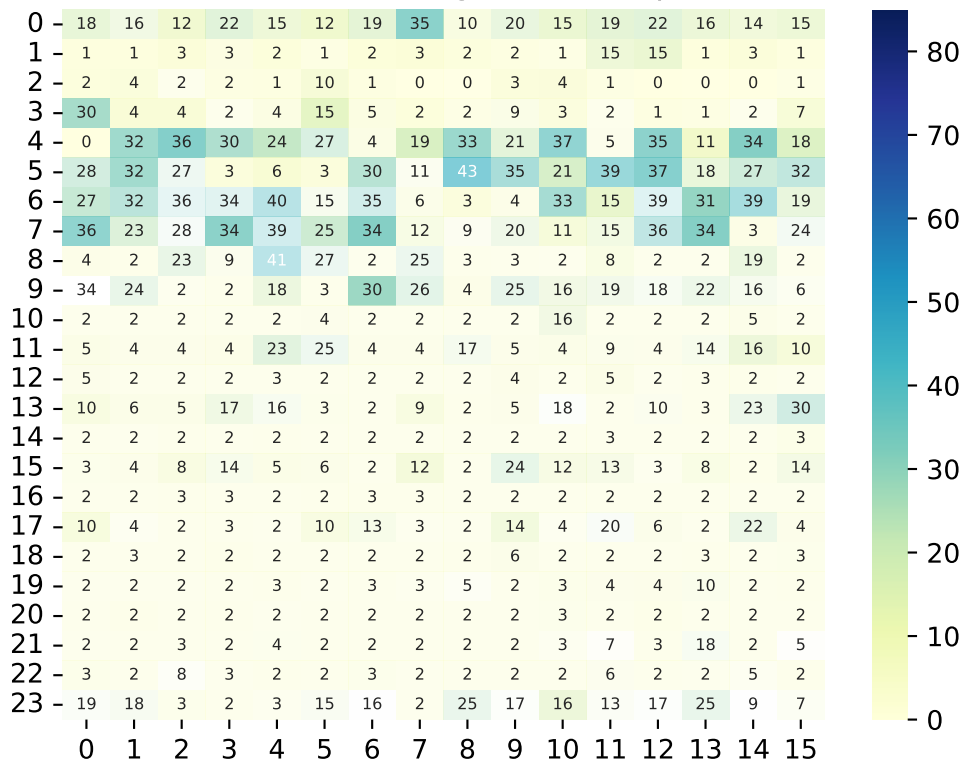 0 18 16 12 22 15 12 19 35 10 20 15 19 22 16 14 15
1 1 1 3 3 2 1 2 3 2 2 1 15 15 1 3 1
2 2 4 2 2 1 10 1 0 0 3 4 1 0 0 0 1
3 30 4 4 2 4 15 5 2 2 9 3 2 1 1 2 7
4 0 32 36 30 24 27 4 19 33 21 37 5 35 11 34 18
5 28 32 27 3 6 3 30 11 43 35 21 39 37 18 27 32
6 27 32 36 34 40 15 35 6 3 4 33 15 39 31 39 19
7 36 23 28 34 39 25 34 12 9 20 11 15 36 34 3 24
8 4 2 23 9 41 27 2 25 3 3 2 8 2 2 19 2
9 34 24 2 2 18 3 30 26 4 25 16 19 18 22 16 6
10 2 2 2 2 2 4 2 2 2 2 16 2 2 2 5 2
11 5 4 4 4 23 25 4 4 17 5 4 9 4 14 16 10
12 5 2 2 2 3 2 2 2 2 4 2 5 2 3 2 2
13 10 6 5 17 16 3 2 9 2 5 18 2 10 3 23 30
14 2 2 2 2 2 2 2 2 2 2 2 3 2 2 2 3
15 3 4 8 14 5 6 2 12 2 24 12 13 3 8 2 14
16 2 2 3 3 2 2 3 3 2 2 2 2 2 2 2 2
17 10 4 2 3 2 10 13 3 2 14 4 20 6 2 22 4
18 2 3 2 2 2 2 2 2 2 6 2 2 2 3 2 3
19 2 2 2 2 3 2 3 3 5 2 3 4 4 10 2 2
20 2 2 2 2 2 2 2 2 2 2 3 2 2 2 2 2
21 2 2 3 2 4 2 2 2 2 2 3 7 3 18 2 5
22 3 2 8 3 2 2 3 2 2 2 2 6 2 2 5 2
23 19 18 3 2 3 15 16 2 25 17 16 13 17 25 9 7
0 1 2 3 4 5 6 7 8 9 10 11 12 13 14 15
80
70
60
50
40
30
20
10
0